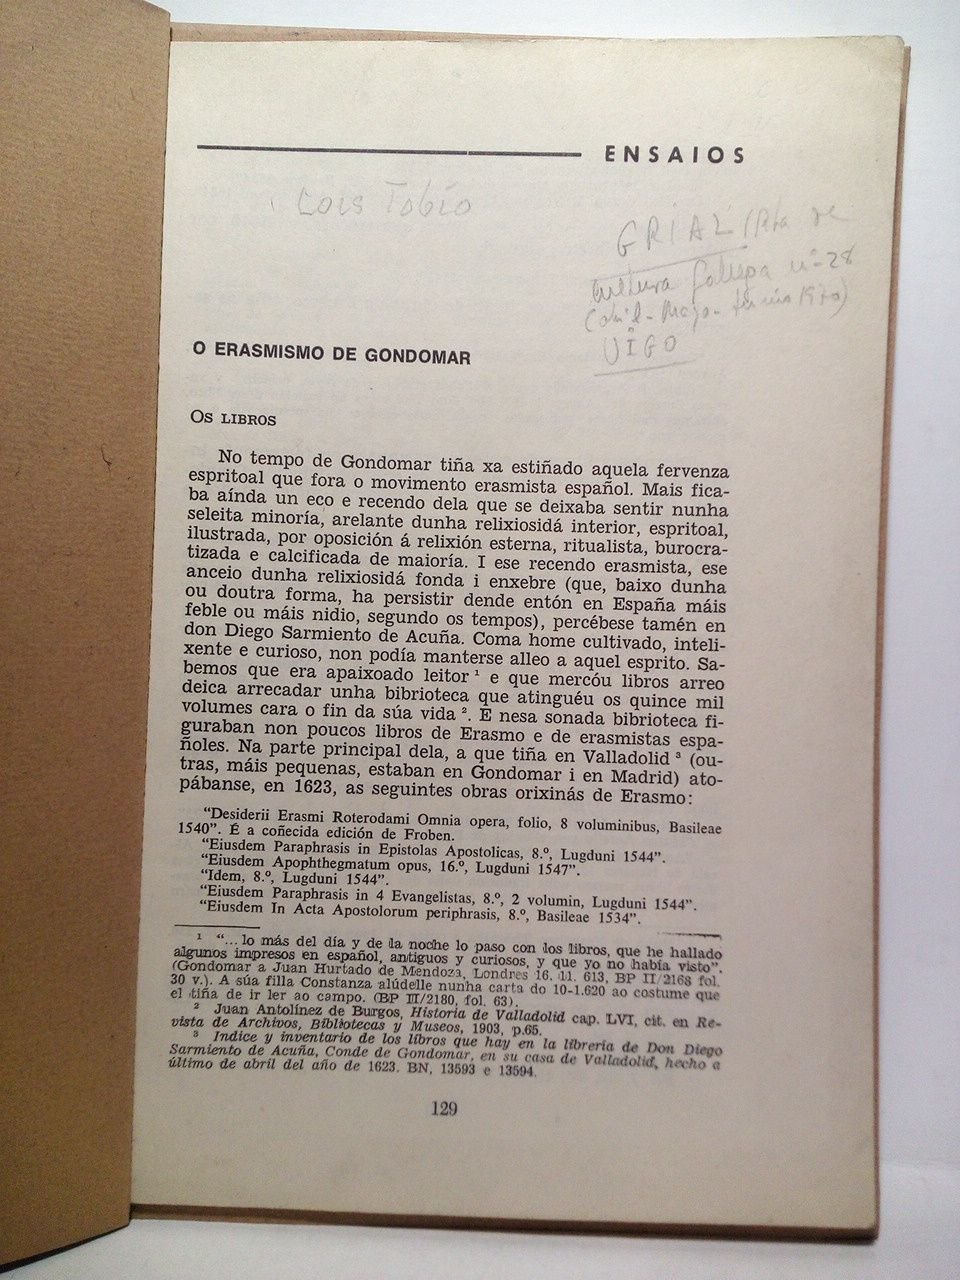 ENSAIOS
Lois Tobío
GRIAL (Rta de
cultura gallega nº 28
(abril - Mayo - junio 1970)
VIGO
O ERASMISMO DE GONDOMAR
OS LIBROS
No tempo de Gondomar tiña xa estiñado aquela fervenza
espritoal que fora o movimento erasmista español. Mais fica-
ba aínda un eco e recendo dela que se deixaba sentir nunha
seleita minoría, arelante dunha relixiosidá interior, espritoal,
ilustrada, por oposición á relixión esterna, ritualista, burocra-
tizada e calcificada de maioría. I ese recendo erasmista, ese
anceio dunha relixiosidá fonda i enxebre (que, baixo dunha
ou doutra forma, ha persistir dende entón en España máis
feble ou máis nidio, segundo os tempos), percébese tamén en
don Diego Sarmiento de Acuña. Coma home cultivado, inteli-
xente e curioso, non podía manterse alleo a aquel esprito. Sa-
bemos que era apaixoado leitor ¹ e que mercóu libros arreo
deica arrecadar unha bibrioteca que atinguéu os quince mil
volumes cara o fin da súa vida ². E nesa sonada bibrioteca fi-
guraban non poucos libros de Erasmo e de erasmistas espa-
ñoles. Na parte principal dela, a que tiña en Valladolid ³ (ou-
tras, máis pequenas, estaban en Gondomar i en Madrid) ato-
pábanse, en 1623, as seguintes obras orixinás de Erasmo:
“Desiderii Erasmi Roterodami Omnia opera, folio, 8 voluminibus, Basileae
1540”. É a coñecida edición de Froben.
“Eiusdem Paraphrasis in Epistolas Apostolicas, 8.º, Lugduni 1544”.
“Eiusdem Apophthegmatum opus, 16.º, Lugduni 1547”.
“Idem, 8.º, Lugduni 1544”.
“Eiusdem Paraphrasis in 4 Evangelistas, 8.º, 2 volumin, Lugduni 1544”.
“Eiusdem In Acta Apostolorum periphrasis, 8.º, Basileae 1534”.
¹ “...lo más del día y de la noche lo paso con los libros, que he hallado
algunos impresos en español, antiguos y curiosos, y que yo no había visto”.
(Gondomar a Juan Hurtado de Mendoza, Londres 16. 11. 613, BP II/2168 fol.
30 v.). A súa filla Constanza alúdelle nunha carta do 10-1.620 ao costume que
el tiña de ir ler ao campo. (BP III/2180, fol. 63).
² Juan Antolínez de Burgos, Historia de Valladolid cap. LVI, cit. en Re-
vista de Archivos, Bibliotecas y Museos, 1903, p.65.
³ Indice y inventario de los libros que hay en la librería de Don Diego
Sarmiento de Acuña, Conde de Gondomar, en su casa de Valladolid, hecho a
último de abril del año de 1623. BN, 13593 e 13594.
129